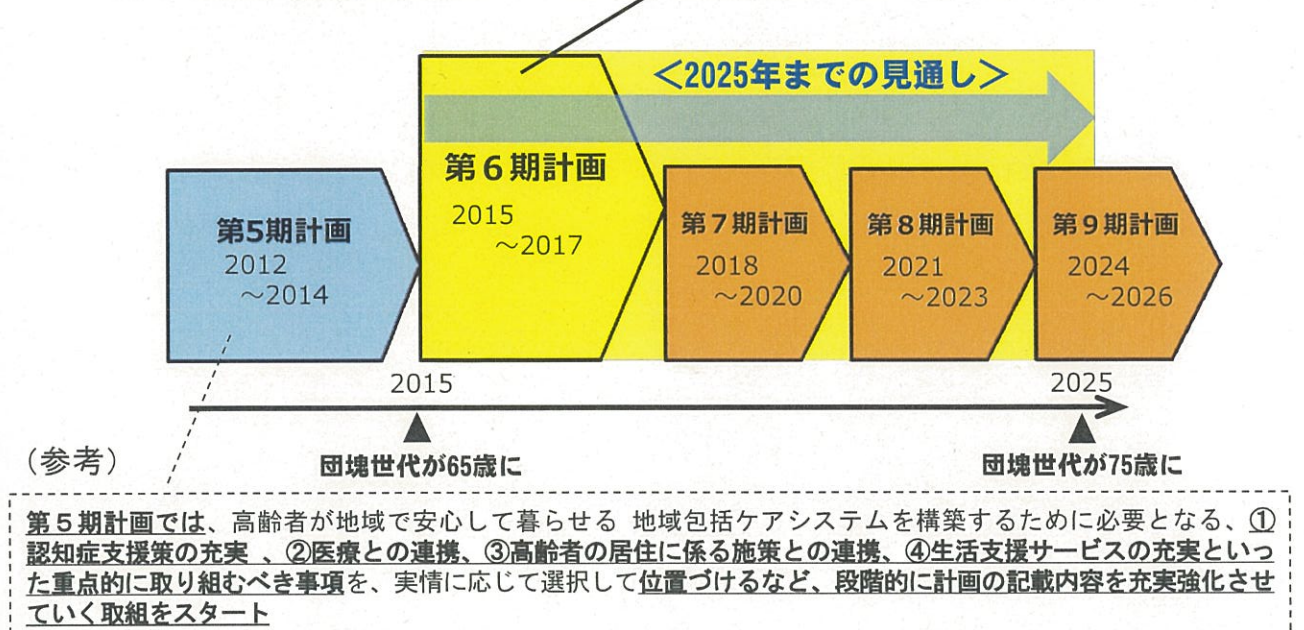 ＜2025年までの見通し＞
第６期計画
2015
～2017
第5期計画
2012
～2014
第７期計画
2018
～2020
第８期計画
2021
～2023
第９期計画
2024
～2026
2015
2025
団塊世代が65歳に
団塊世代が75歳に
（参考）
第５期計画では、高齢者が地域で安心して暮らせる 地域包括ケアシステムを構築するために必要となる、①
認知症支援策の充実 、②医療との連携、③高齢者の居住に係る施策との連携、④生活支援サービスの充実といっ
た重点的に取り組むべき事項を、実情に応じて選択して位置づけるなど、段階的に計画の記載内容を充実強化させ
ていく取組をスタート